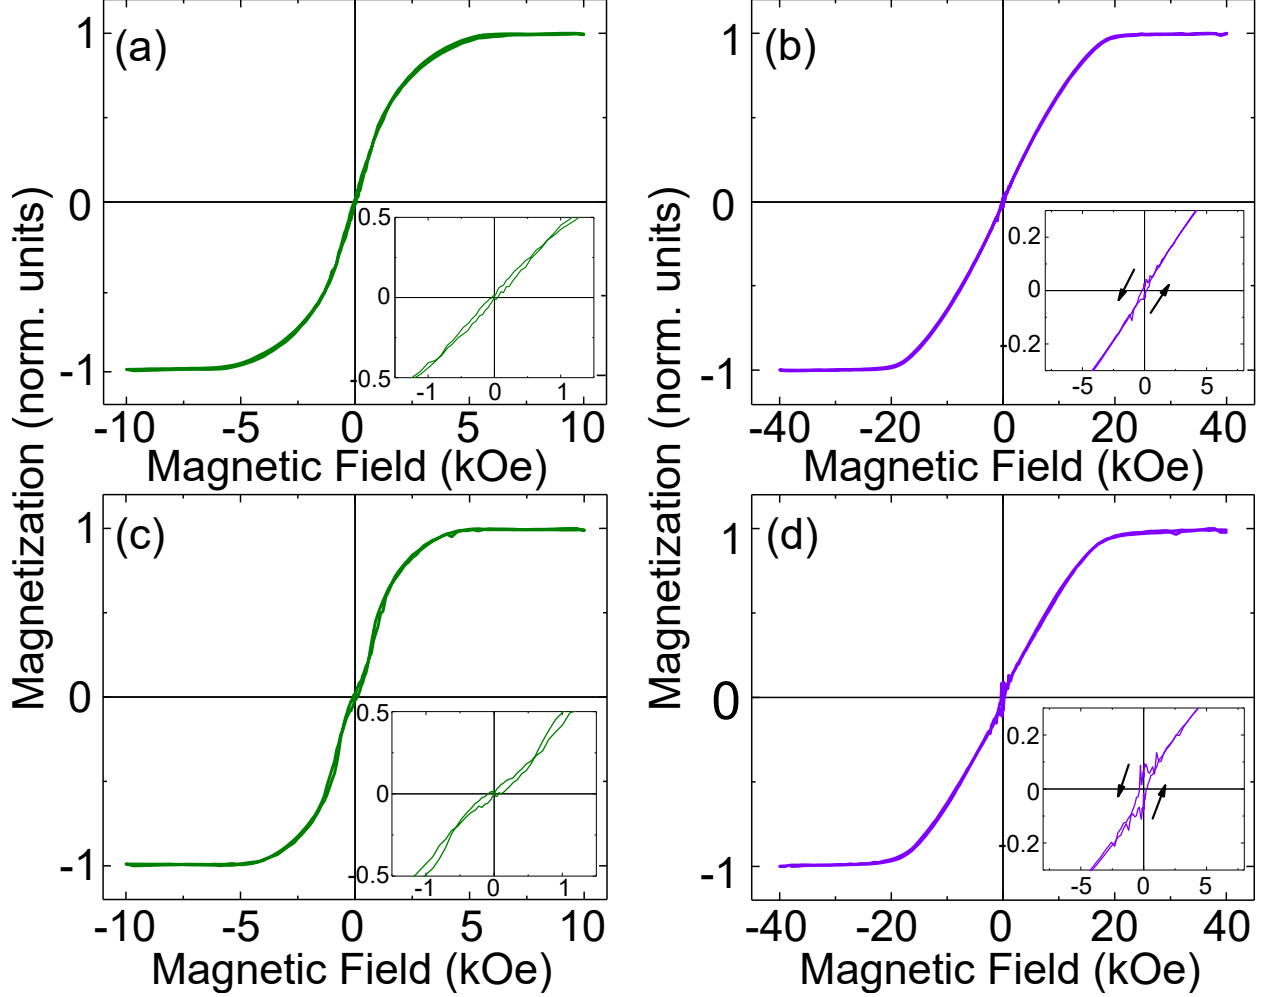 (a)
1
0
-1
-10 -5 0 5 10
Magnetic Field (kOe)
0.5
0
-0.5
-1 0 1
(b)
1
0
-1
-40 -20 0 20 40
Magnetic Field (kOe)
0.2
0
-0.2
-5 0 5
Magnetization (norm. units)
Magnetization (norm. units)
(c)
1
0
-1
-10 -5 0 5 10
Magnetic Field (kOe)
0.5
0
-0.5
-1 0 1
(d)
1
0
-1
-40 -20 0 20 40
Magnetic Field (kOe)
0.2
0
-0.2
-5 0 5